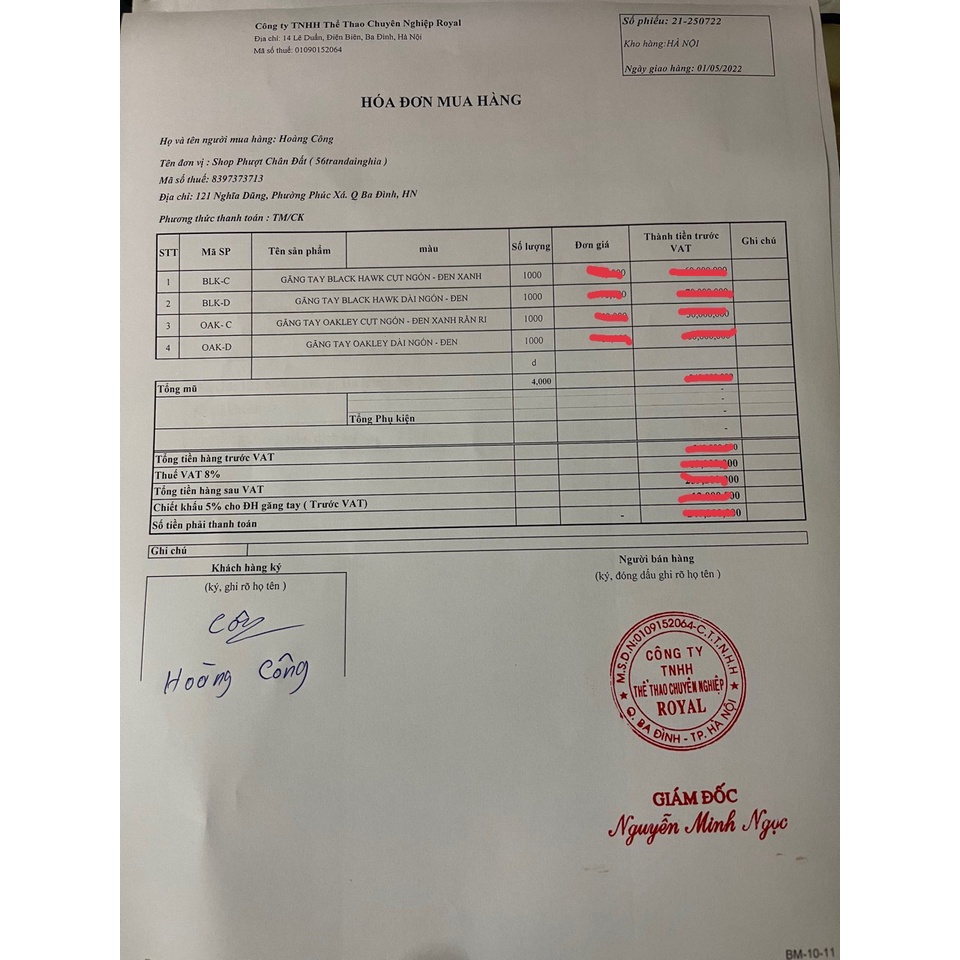 Công ty TNHH Thể Thao Chuyên Nghiệp Royal
Địa chỉ: 14 Lê Duẩn, Điện Biên, Ba Đình, Hà Nội
Mã số thuế: 01090152064
Số phiếu: 21-250722
Kho hàng:HÀ NỘI
Ngày giao hàng: 01/05/2022
HÓA ĐƠN MUA HÀNG
Họ và tên người mua hàng: Hoàng Công
Tên đơn vị : Shop Phượt Chân Đất ( 56trandainghia )
Mã số thuế: 8397373713
Địa chỉ: 121 Nghĩa Dũng, Phường Phúc Xá. Q Ba Đình, HN
Phương thức thanh toán : TM/CK
STT Mã SP Tên sản phẩm màu Số lượng Đơn giá Thành tiền trước VAT Ghi chú
1 BLK-C GĂNG TAY BLACK HAWK CỤT NGÓN - ĐEN XANH 1000
2 BLK-D GĂNG TAY BLACK HAWK DÀI NGÓN - ĐEN 1000
3 OAK- C GĂNG TAY OAKLEY CỤT NGÓN - ĐEN XANH RẰN RI 1000
4 OAK-D GĂNG TAY OAKLEY DÀI NGÓN - ĐEN 1000
đ
Tổng mũ 4,000
-
-
Tổng Phụ kiện -
-
Tổng tiền hàng trước VAT
Thuế VAT 8%
Tổng tiền hàng sau VAT
Chiết khấu 5% cho ĐH găng tay ( Trước VAT)
Số tiền phải thanh toán -
Ghi chú
Khách hàng ký
(ký, ghi rõ họ tên )
Hoàng Công
Người bán hàng
(ký, đóng dấu ghi rõ họ tên )
M.S.D.N:0109152064-C.T.T.N.H.H
CÔNG TY
TNHH
THỂ THAO CHUYÊN NGHIỆP
ROYAL
Q. BA ĐÌNH - TP. HÀ NỘI
GIÁM ĐỐC
Nguyễn Minh Ngọc
BM-10-11